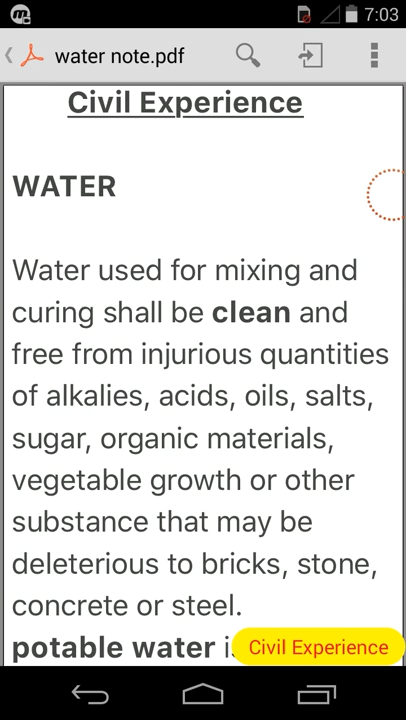 7:03
water note.pdf
Civil Experience
WATER
Water used for mixing and
curing shall be clean and
free from injurious quantities
of alkalies, acids, oils, salts,
sugar, organic materials,
vegetable growth or other
substance that may be
deleterious to bricks, stone,
concrete or steel.
potable water
Civil Experience